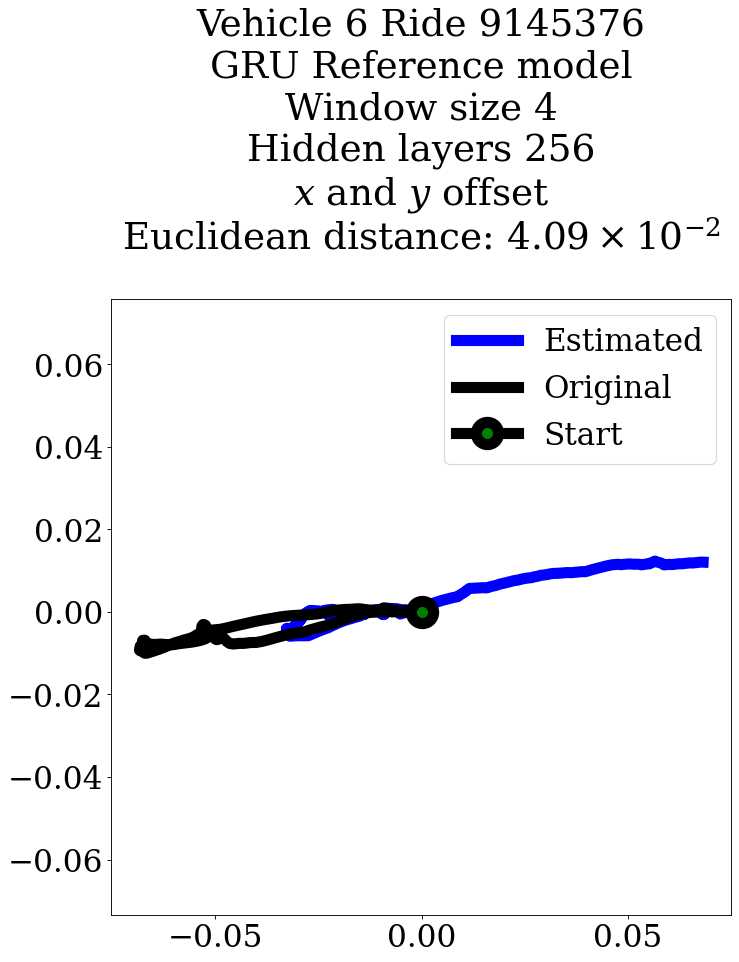 Vehicle 6 Ride 9145376
GRU Reference model
Window size 4
Hidden layers 256
x and y offset
Euclidean distance: 4.09 × 10⁻²
Estimated
Original
Start
0.06
0.04
0.02
0.00
−0.02
−0.04
−0.06
−0.05 0.00 0.05